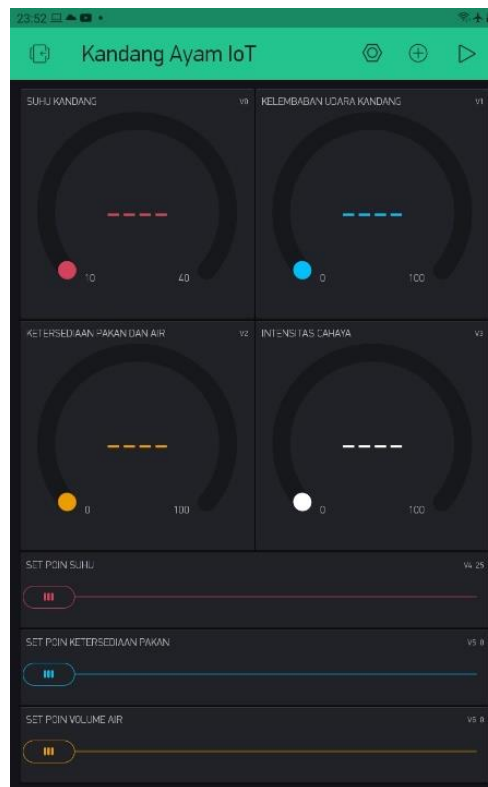 23:52
Kandang Ayam IoT
SUHU KANDANG V0
KELEMBABAN UDARA KANDANG V1
----
----
10 40
0 100
KETERSEDIAAN PAKAN DAN AIR V2
INTENSITAS CAHAYA V3
----
----
0 100
0 100
SET POIN SUHU V4 25
SET POIN KETERSEDIAAN PAKAN V5 0
SET POIN VOLUME AIR V6 0